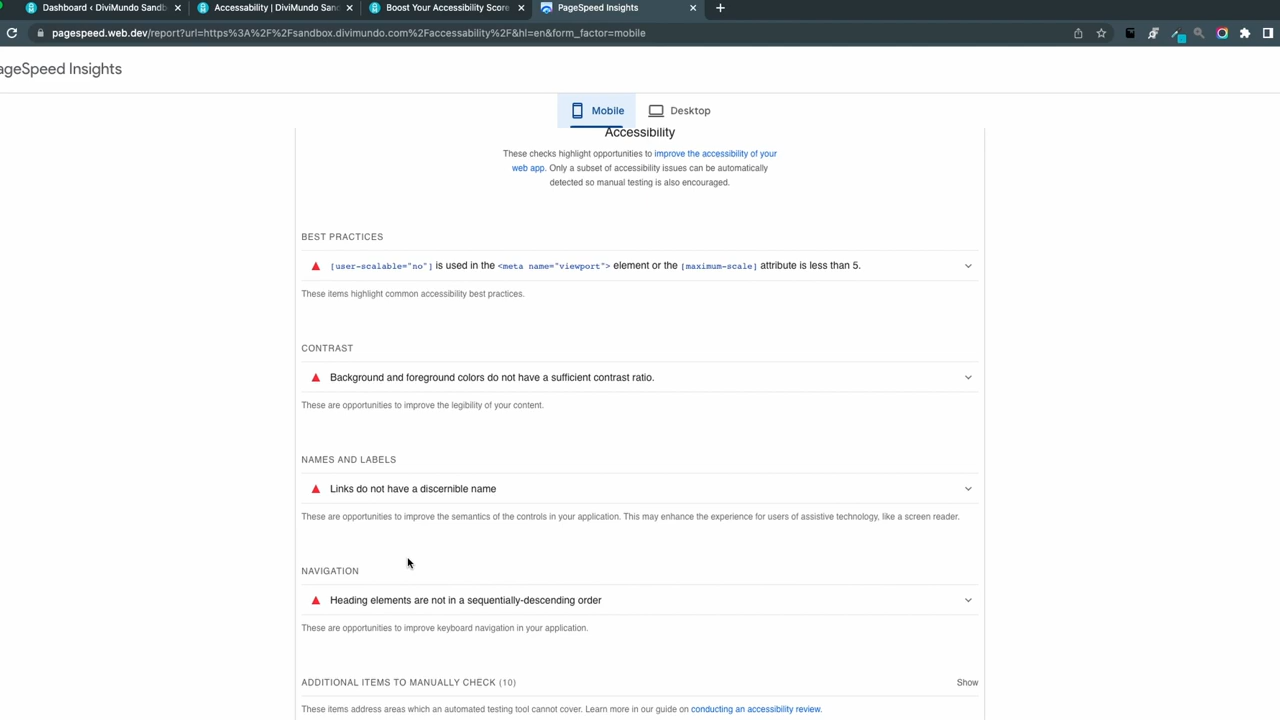 Dashboard ‹ DiviMundo Sandb
Accessability | DiviMundo Sand
Boost Your Accessibility Score
PageSpeed Insights
pagespeed.web.dev/report?url=https%3A%2F%2Fsandbox.divimundo.com%2Faccessability%2F&hl=en&form_factor=mobile
ageSpeed Insights
Mobile
Desktop
Accessibility
These checks highlight opportunities to improve the accessibility of your
web app. Only a subset of accessibility issues can be automatically
detected so manual testing is also encouraged.
BEST PRACTICES
[user-scalable="no"] is used in the <meta name="viewport"> element or the [maximum-scale] attribute is less than 5.
These items highlight common accessibility best practices.
CONTRAST
Background and foreground colors do not have a sufficient contrast ratio.
These are opportunities to improve the legibility of your content.
NAMES AND LABELS
Links do not have a discernible name
These are opportunities to improve the semantics of the controls in your application. This may enhance the experience for users of assistive technology, like a screen reader.
NAVIGATION
Heading elements are not in a sequentially-descending order
These are opportunities to improve keyboard navigation in your application.
ADDITIONAL ITEMS TO MANUALLY CHECK (10)
Show
These items address areas which an automated testing tool cannot cover. Learn more in our guide on conducting an accessibility review.